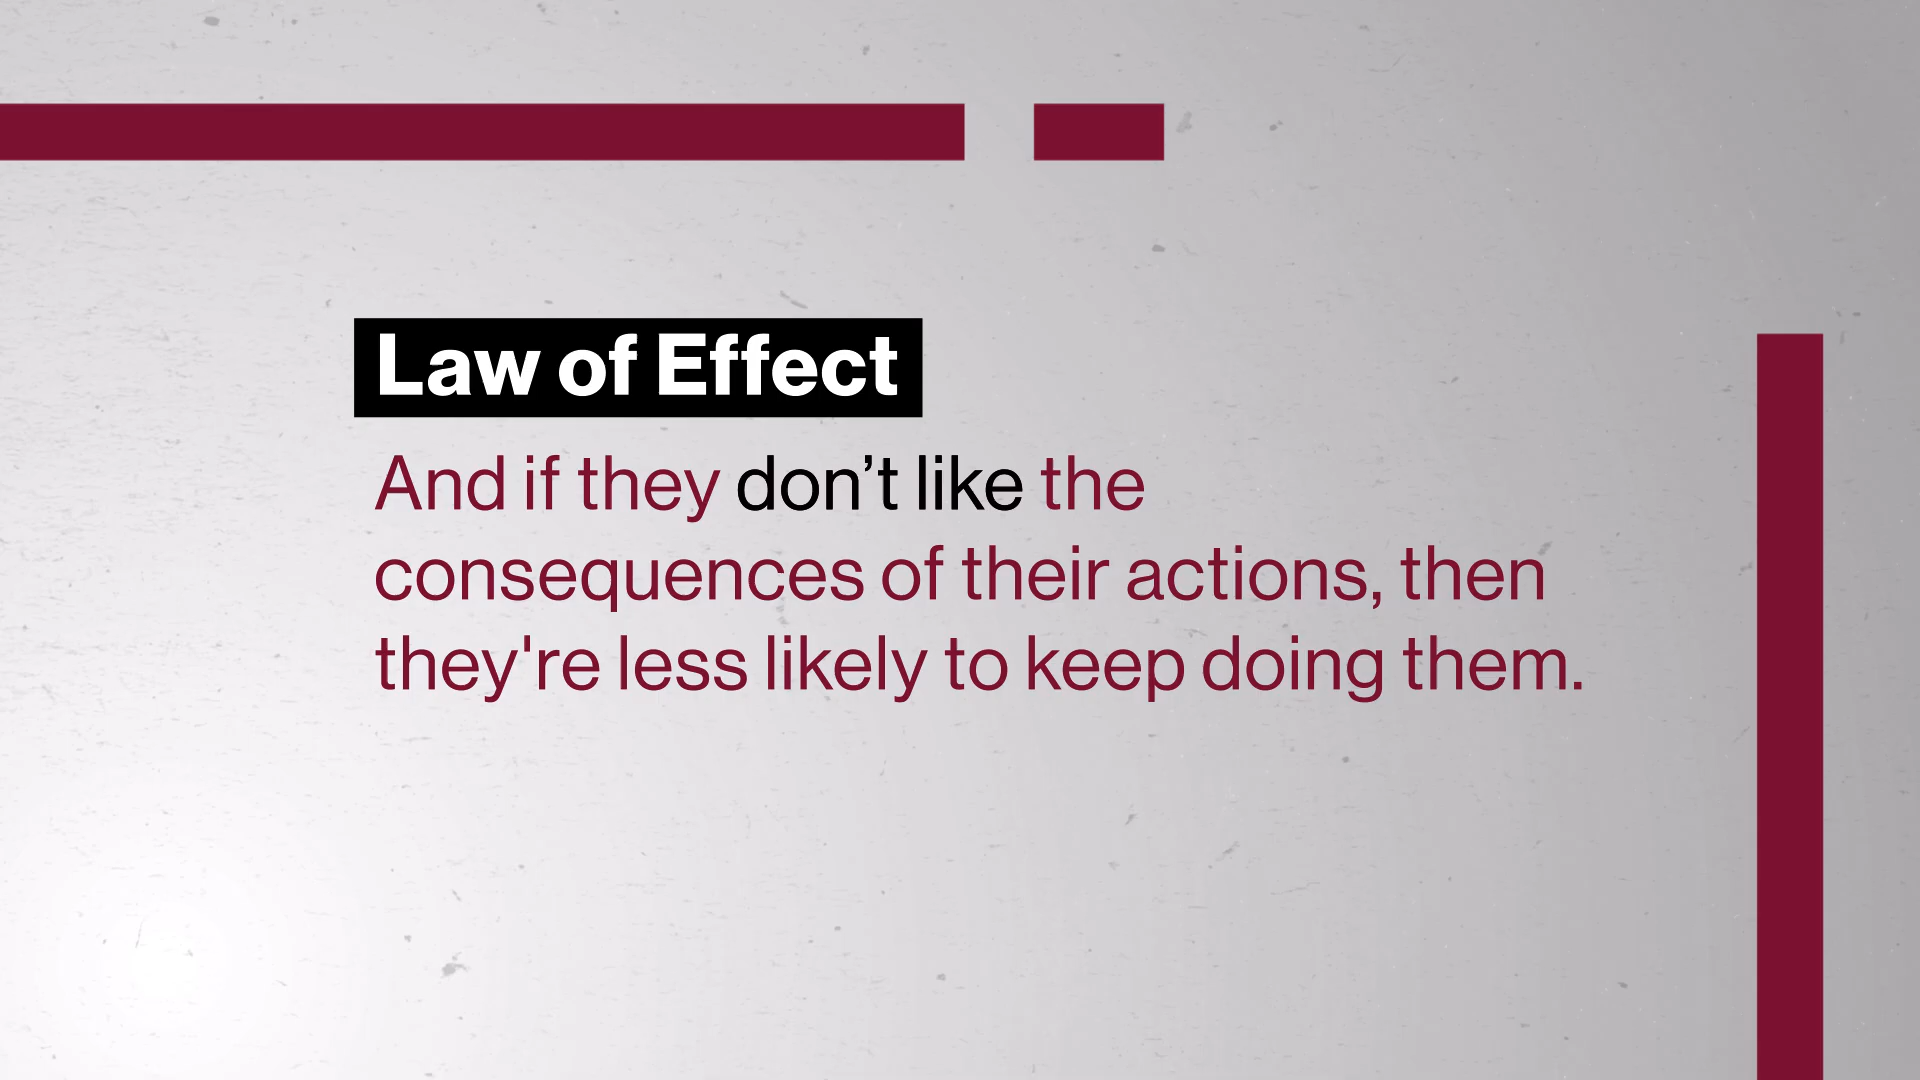 Law of Effect
And if they don’t like the
consequences of their actions, then
they're less likely to keep doing them.